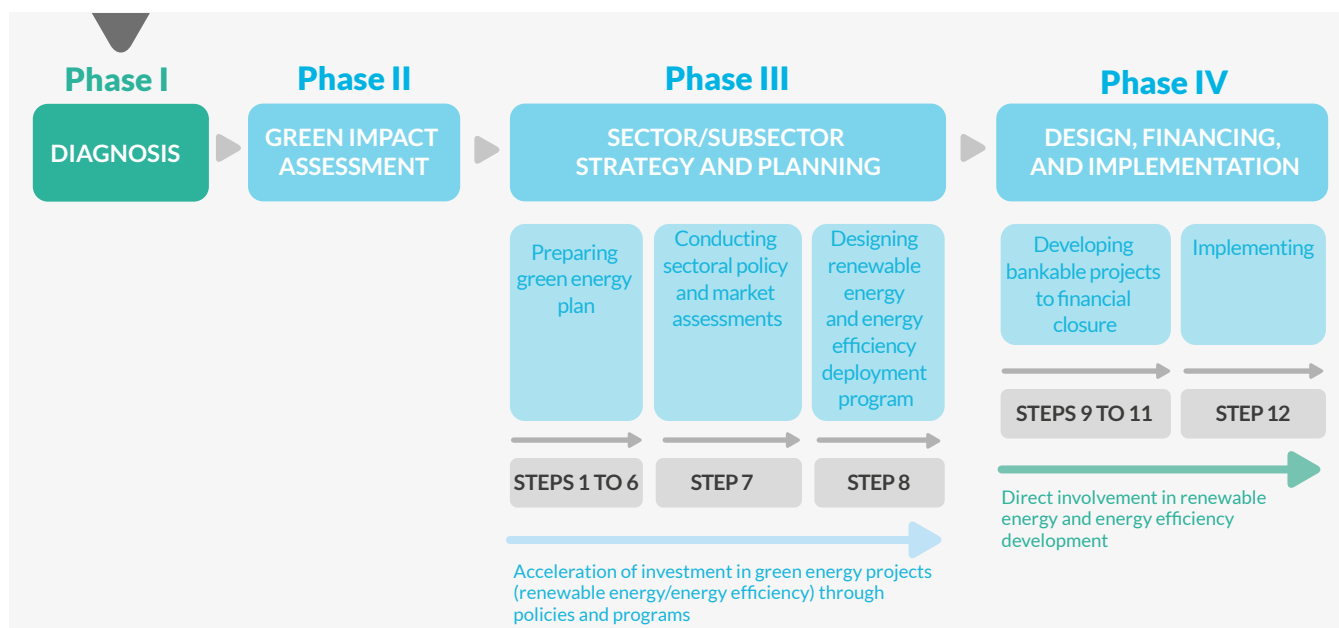 Phase I
DIAGNOSIS
Phase II
GREEN IMPACT
ASSESSMENT
Phase III
SECTOR/SUBSECTOR
STRATEGY AND PLANNING
Preparing
green energy
plan
STEPS 1 TO 6
Conducting
sectoral policy
and market
assessments
STEP 7
Designing
renewable
energy
and energy
efficiency
deployment
program
STEP 8
Acceleration of investment in green energy projects
(renewable energy/energy efficiency) through
policies and programs
Phase IV
DESIGN, FINANCING,
AND IMPLEMENTATION
Developing
bankable projects
to financial
closure
STEPS 9 TO 11
Implementing
STEP 12
Direct involvement in renewable
energy and energy efficiency
development